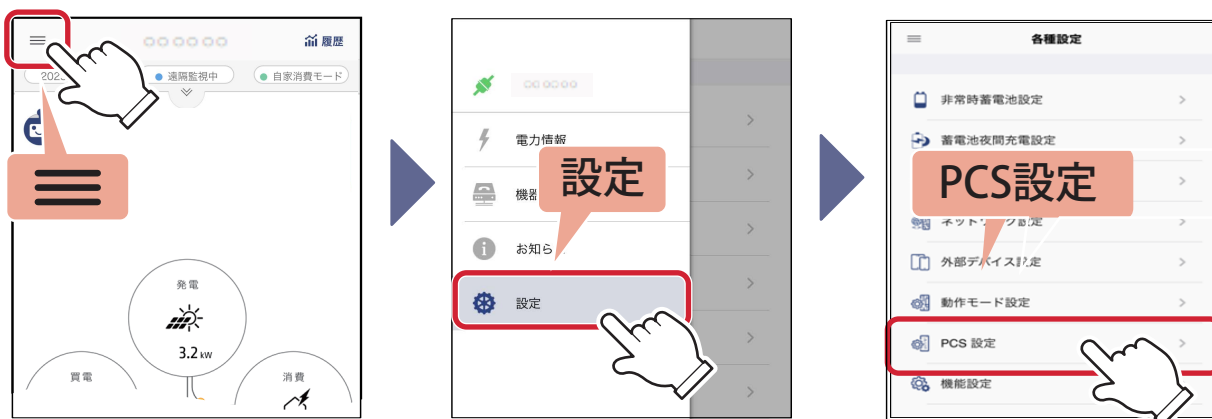 履歴
202
遠隔監視中
自家消費モード
発電
3.2 kw
買電
消費
電力情報
設定
機器
お知ら
設定
各種設定
非常時蓄電池設定
蓄電池夜間充電設定
PCS設定
外部デバイス設定
動作モード設定
PCS 設定
機能設定